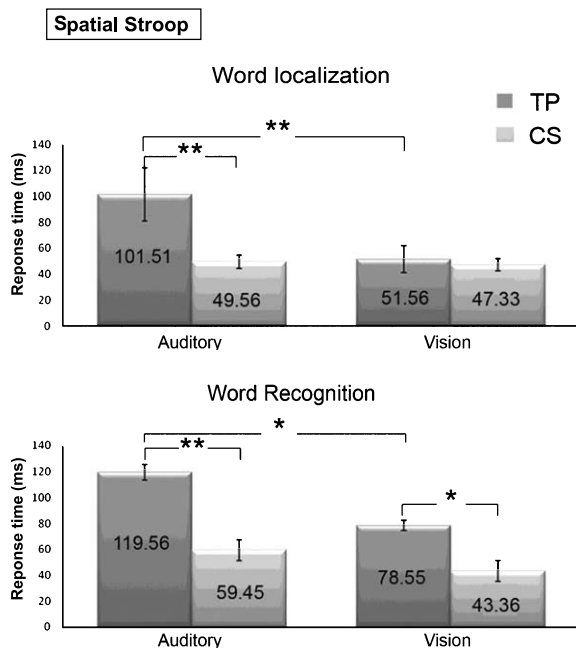 Spatial Stroop
Word localization
TP
CS
Reponse time (ms)
140
120
100
80
60
40
20
0
**
**
101.51
49.56
51.56
47.33
Auditory
Vision
Word Recognition
Reponse time (ms)
140
120
100
80
60
40
20
0
*
**
*
119.56
59.45
78.55
43.36
Auditory
Vision